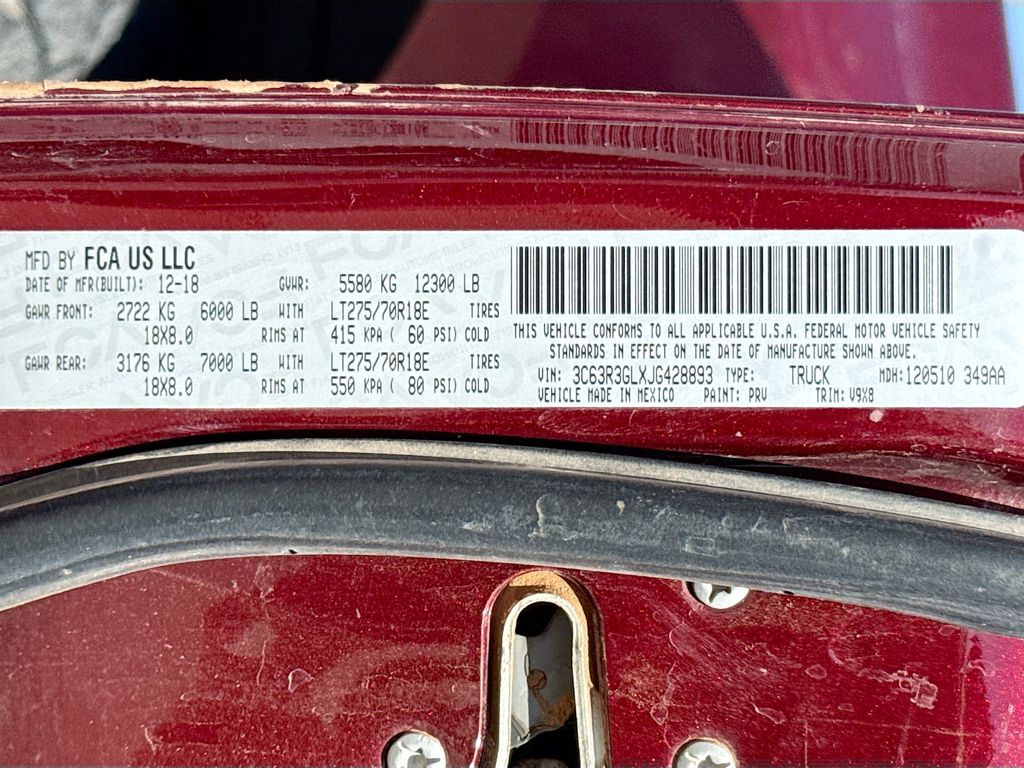 MFD BY FCA US LLC
DATE OF MFR(BUILT): 12-18 GVWR: 5580 KG 12300 LB
GAWR FRONT: 2722 KG 6000 LB WITH LT275/70R18E TIRES
18X8.0 RIMS AT 415 KPA ( 60 PSI) COLD
GAWR REAR: 3176 KG 7000 LB WITH LT275/70R18E TIRES
18X8.0 RIMS AT 550 KPA ( 80 PSI) COLD
THIS VEHICLE CONFORMS TO ALL APPLICABLE U.S.A. FEDERAL MOTOR VEHICLE SAFETY
STANDARDS IN EFFECT ON THE DATE OF MANUFACTURE SHOWN ABOVE.
VIN: 3C63R3GLXJG428893 TYPE: TRUCK MDH: 120510 349AA
VEHICLE MADE IN MEXICO PAINT: PRV TRIM: V9X8